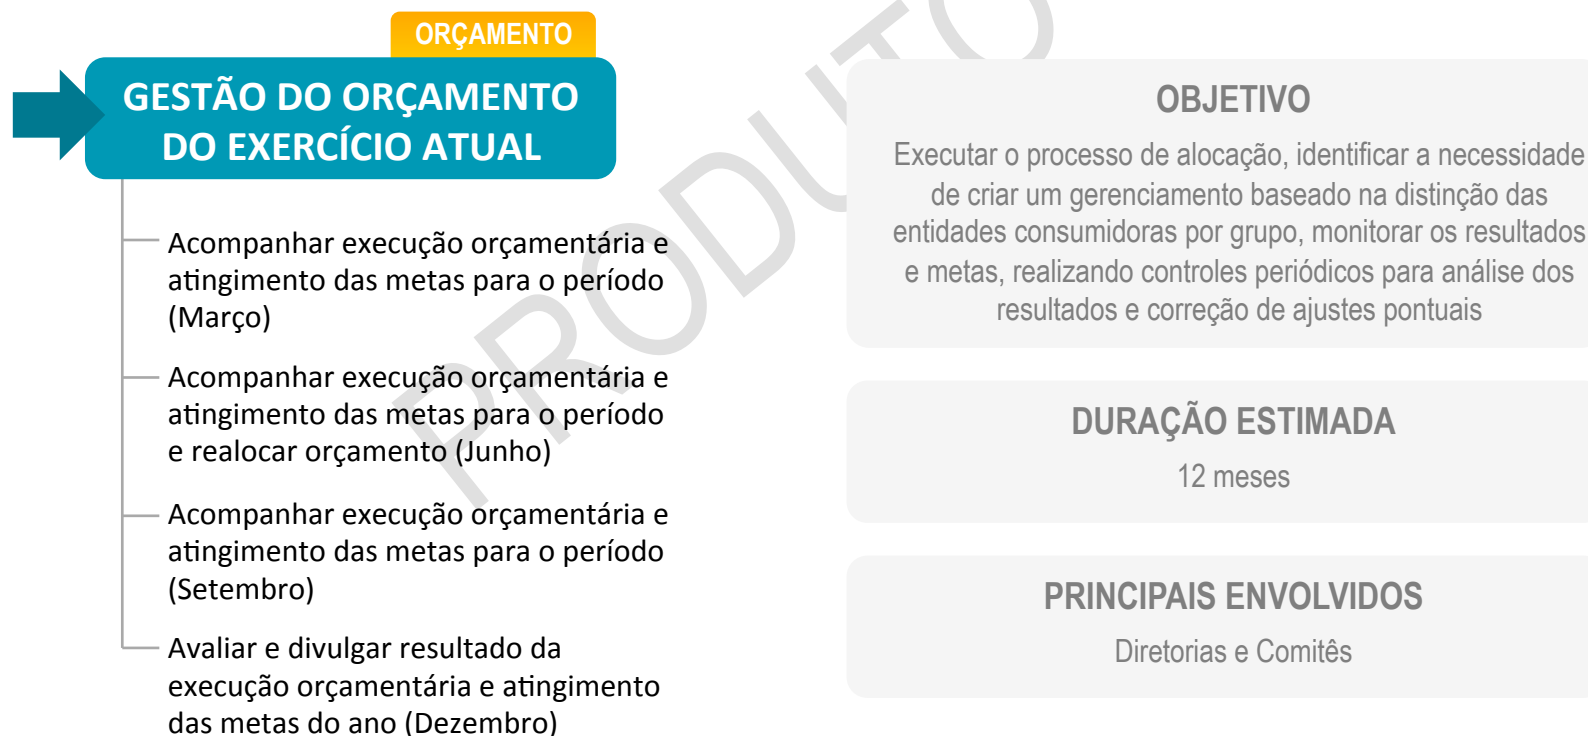 ORÇAMENTO
GESTÃO DO ORÇAMENTO
DO EXERCÍCIO ATUAL
Acompanhar execução orçamentária e
atingimento das metas para o período
(Março)
Acompanhar execução orçamentária e
atingimento das metas para o período
e realocar orçamento (Junho)
Acompanhar execução orçamentária e
atingimento das metas para o período
(Setembro)
Avaliar e divulgar resultado da
execução orçamentária e atingimento
das metas do ano (Dezembro)
OBJETIVO
Executar o processo de alocação, identificar a necessidade
de criar um gerenciamento baseado na distinção das
entidades consumidoras por grupo, monitorar os resultados
e metas, realizando controles periódicos para análise dos
resultados e correção de ajustes pontuais
DURAÇÃO ESTIMADA
12 meses
PRINCIPAIS ENVOLVIDOS
Diretorias e Comitês
PRODUTO